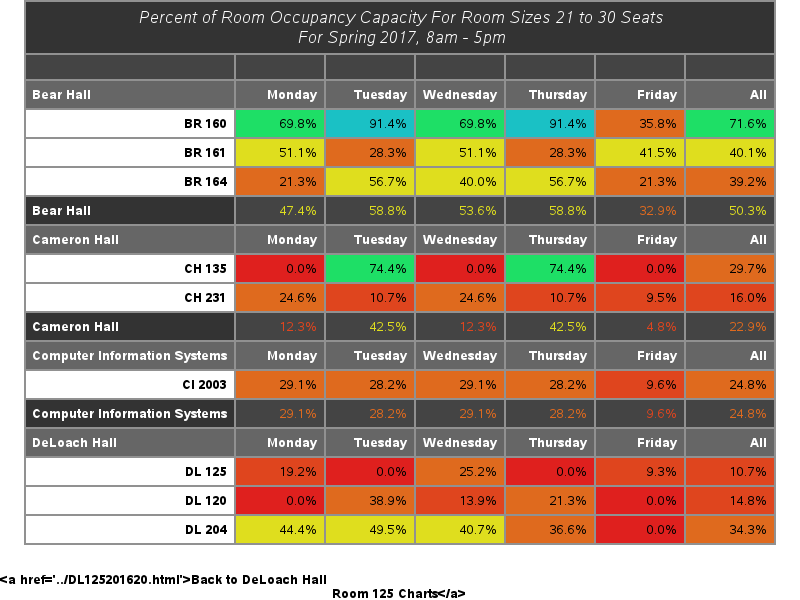 Percent of Room Occupancy Capacity For Room Sizes 21 to 30 Seats
For Spring 2017, 8am - 5pm
Bear Hall Monday Tuesday Wednesday Thursday Friday All
BR 160 69.8% 91.4% 69.8% 91.4% 35.8% 71.6%
BR 161 51.1% 28.3% 51.1% 28.3% 41.5% 40.1%
BR 164 21.3% 56.7% 40.0% 56.7% 21.3% 39.2%
Bear Hall 47.4% 58.8% 53.6% 58.8% 32.9% 50.3%
Cameron Hall Monday Tuesday Wednesday Thursday Friday All
CH 135 0.0% 74.4% 0.0% 74.4% 0.0% 29.7%
CH 231 24.6% 10.7% 24.6% 10.7% 9.5% 16.0%
Cameron Hall 12.3% 42.5% 12.3% 42.5% 4.8% 22.9%
Computer Information Systems Monday Tuesday Wednesday Thursday Friday All
CI 2003 29.1% 28.2% 29.1% 28.2% 9.6% 24.8%
Computer Information Systems 29.1% 28.2% 29.1% 28.2% 9.6% 24.8%
DeLoach Hall Monday Tuesday Wednesday Thursday Friday All
DL 125 19.2% 0.0% 25.2% 0.0% 9.3% 10.7%
DL 120 0.0% 38.9% 13.9% 21.3% 0.0% 14.8%
DL 204 44.4% 49.5% 40.7% 36.6% 0.0% 34.3%
<a href='../DL125201620.html'>Back to DeLoach Hall
Room 125 Charts</a>